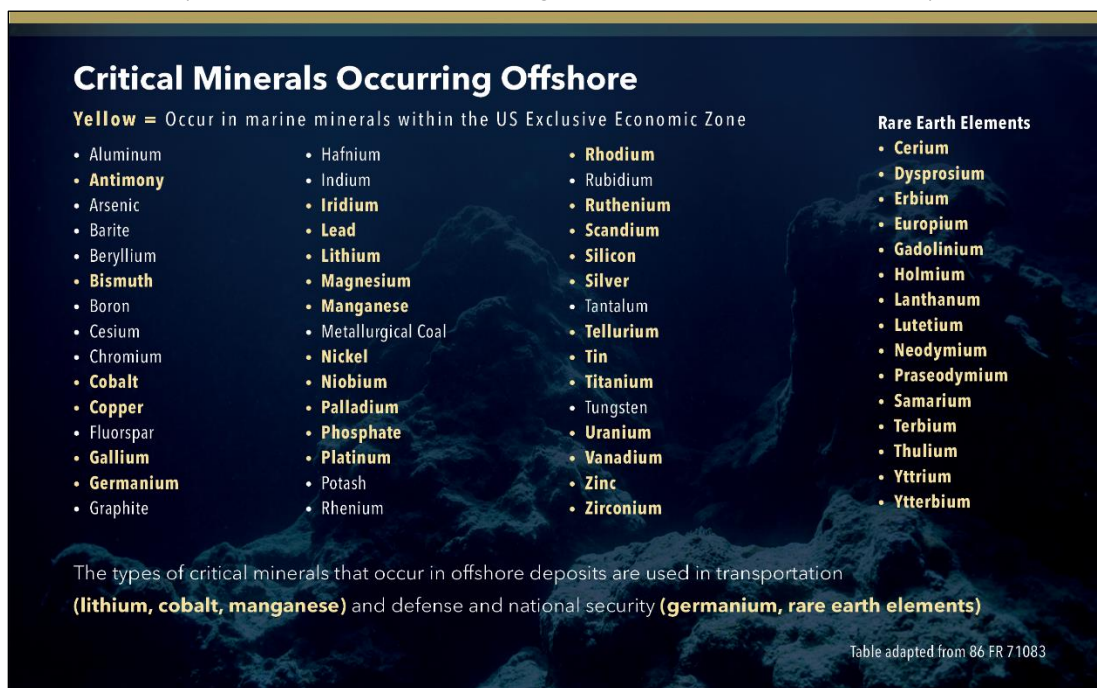 Critical Minerals Occurring Offshore
Yellow = Occur in marine minerals within the US Exclusive Economic Zone
• Aluminum
• Antimony
• Arsenic
• Barite
• Beryllium
• Bismuth
• Boron
• Cesium
• Chromium
• Cobalt
• Copper
• Fluorspar
• Gallium
• Germanium
• Graphite
• Hafnium
• Indium
• Iridium
• Lead
• Lithium
• Magnesium
• Manganese
• Metallurgical Coal
• Nickel
• Niobium
• Palladium
• Phosphate
• Platinum
• Potash
• Rhenium
• Rhodium
• Rubidium
• Ruthenium
• Scandium
• Silicon
• Silver
• Tantalum
• Tellurium
• Tin
• Titanium
• Tungsten
• Uranium
• Vanadium
• Zinc
• Zirconium
Rare Earth Elements
• Cerium
• Dysprosium
• Erbium
• Europium
• Gadolinium
• Holmium
• Lanthanum
• Lutetium
• Neodymium
• Praseodymium
• Samarium
• Terbium
• Thulium
• Yttrium
• Ytterbium
The types of critical minerals that occur in offshore deposits are used in transportation
(lithium, cobalt, manganese) and defense and national security (germanium, rare earth elements)
Table adapted from 86 FR 71083